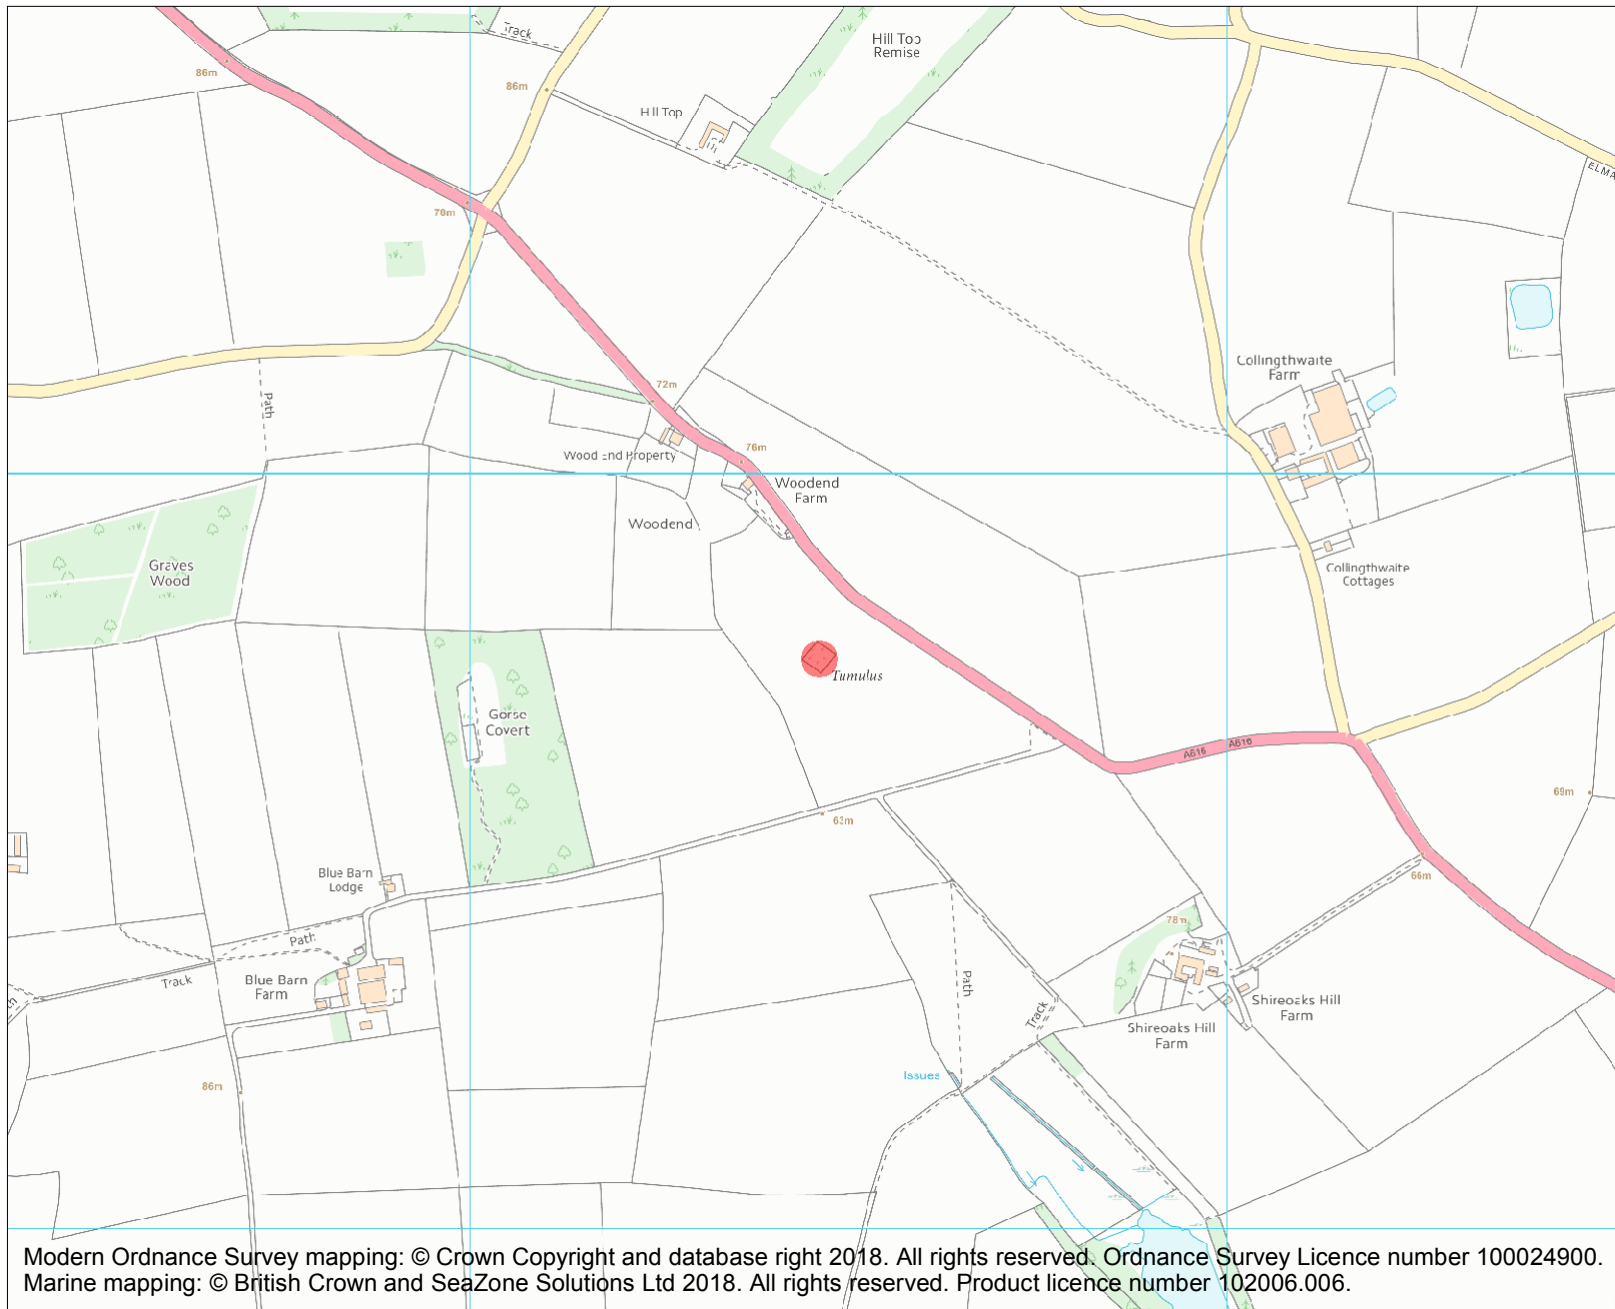 Track
Hill Top
Remise
86m
86m
Hill Top
ELMA
70m
Collingthwaite
Farm
72m
Path
76m
Wood End Property
Woodend
Farm
Woodend
Graves
Wood
Collingthwaite
Cottages
Tumulus
Gorse
Covert
A616
A616
69m
63m
Blue Barn
Lodge
66m
78m
Path
Track
Blue Barn
Farm
Path
Track
Shireoaks Hill
Farm
Shireoaks Hill
Farm
Issues
86m
Modern Ordnance Survey mapping: © Crown Copyright and database right 2018. All rights reserved. Ordnance Survey Licence number 100024900.
Marine mapping: © British Crown and SeaZone Solutions Ltd 2018. All rights reserved. Product licence number 102006.006.